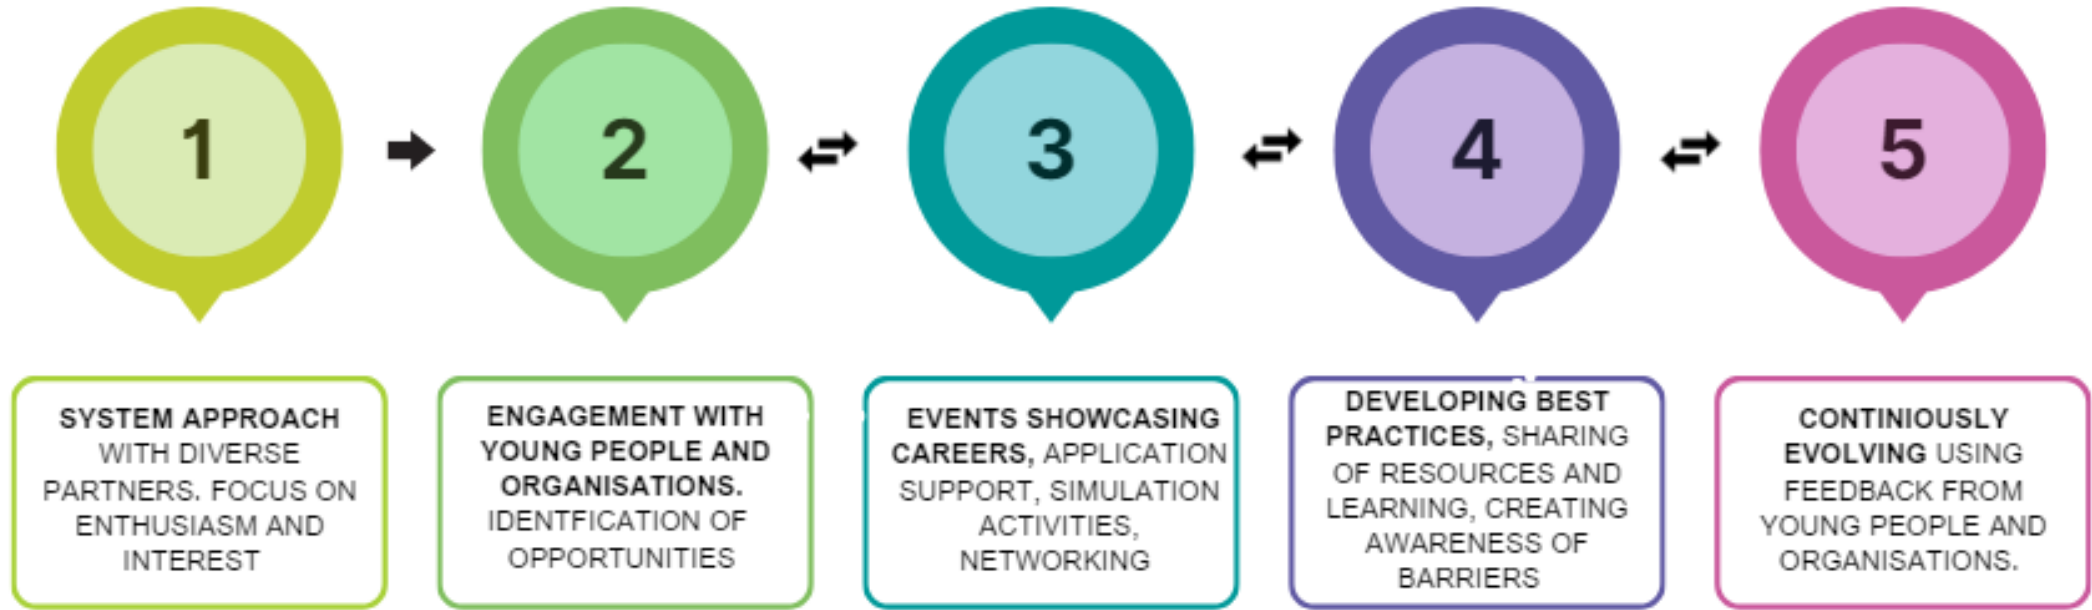 1
2
3
4
5
SYSTEM APPROACH
WITH DIVERSE
PARTNERS. FOCUS ON
ENTHUSIASM AND
INTEREST
ENGAGEMENT WITH
YOUNG PEOPLE AND
ORGANISATIONS.
IDENTFICATION OF
OPPORTUNITIES
EVENTS SHOWCASING
CAREERS, APPLICATION
SUPPORT, SIMULATION
ACTIVITIES,
NETWORKING
DEVELOPING BEST
PRACTICES, SHARING
OF RESOURCES AND
LEARNING, CREATING
AWARENESS OF
BARRIERS
CONTINIOUSLY
EVOLVING USING
FEEDBACK FROM
YOUNG PEOPLE AND
ORGANISATIONS.